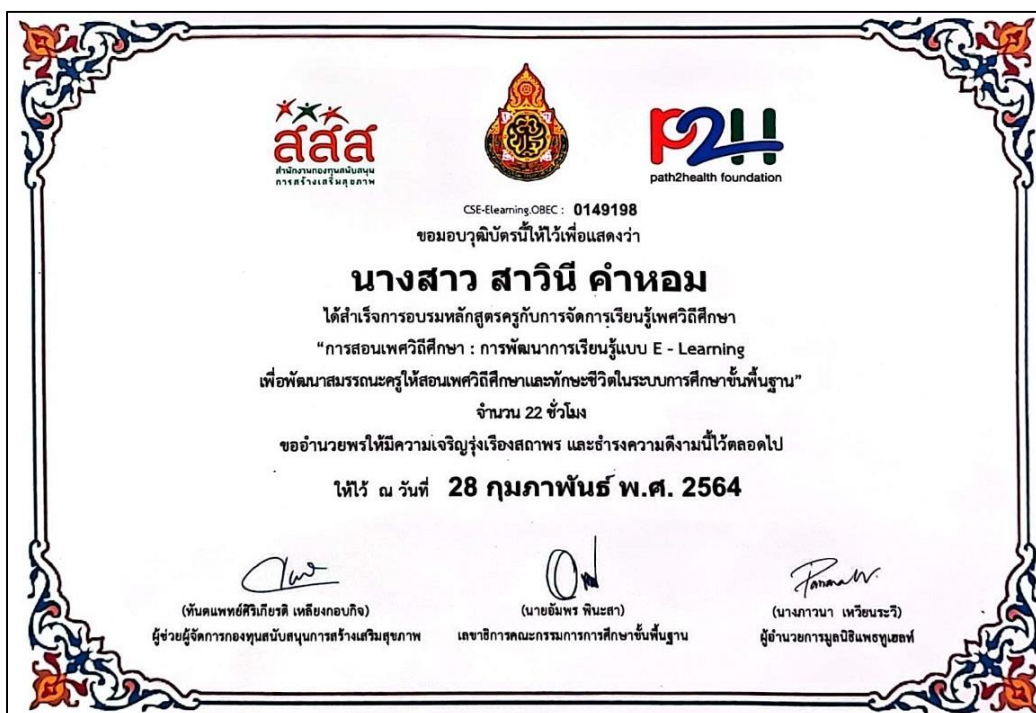 สสส
สำนักงานกองทุนสนับสนุน
การสร้างเสริมสุขภาพ
p2H
path2health foundation
CSE-Elearning.OBEC : 0149198
ขอมอบวุฒิบัตรนี้ให้ไว้เพื่อแสดงว่า
นางสาว สาวินี คำหอม
ได้สำเร็จการอบรมหลักสูตรครูกับการจัดการเรียนรู้เพศวิถีศึกษา
“การสอนเพศวิถีศึกษา : การพัฒนาการเรียนรู้แบบ E - Learning
เพื่อพัฒนาสมรรถนะครูให้สอนเพศวิถีศึกษาและทักษะชีวิตในระบบการศึกษาขั้นพื้นฐาน”
จำนวน 22 ชั่วโมง
ขออำนวยพรให้มีความเจริญรุ่งเรืองสถาพร และธำรงความดีงามนี้ไว้ตลอดไป
ให้ไว้ ณ วันที่ 28 กุมภาพันธ์ พ.ศ. 2564
(ทันตแพทย์ศิริเกียรติ เหลียงกอบกิจ)
ผู้ช่วยผู้จัดการกองทุนสนับสนุนการสร้างเสริมสุขภาพ
(นายอัมพร พินะสา)
เลขาธิการคณะกรรมการการศึกษาขั้นพื้นฐาน
(นางภาวนา เหวียนระวี)
ผู้อำนวยการมูลนิธิแพธทูเฮลท์